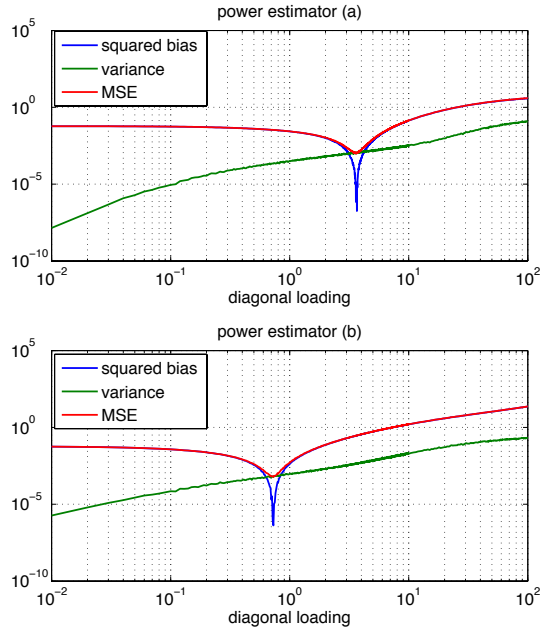 power estimator (a)
10^5
squared bias
variance
MSE
10^0
10^-5
10^-10
10^-2 10^-1 10^0 10^1 10^2
diagonal loading
power estimator (b)
10^5
squared bias
variance
MSE
10^0
10^-5
10^-10
10^-2 10^-1 10^0 10^1 10^2
diagonal loading